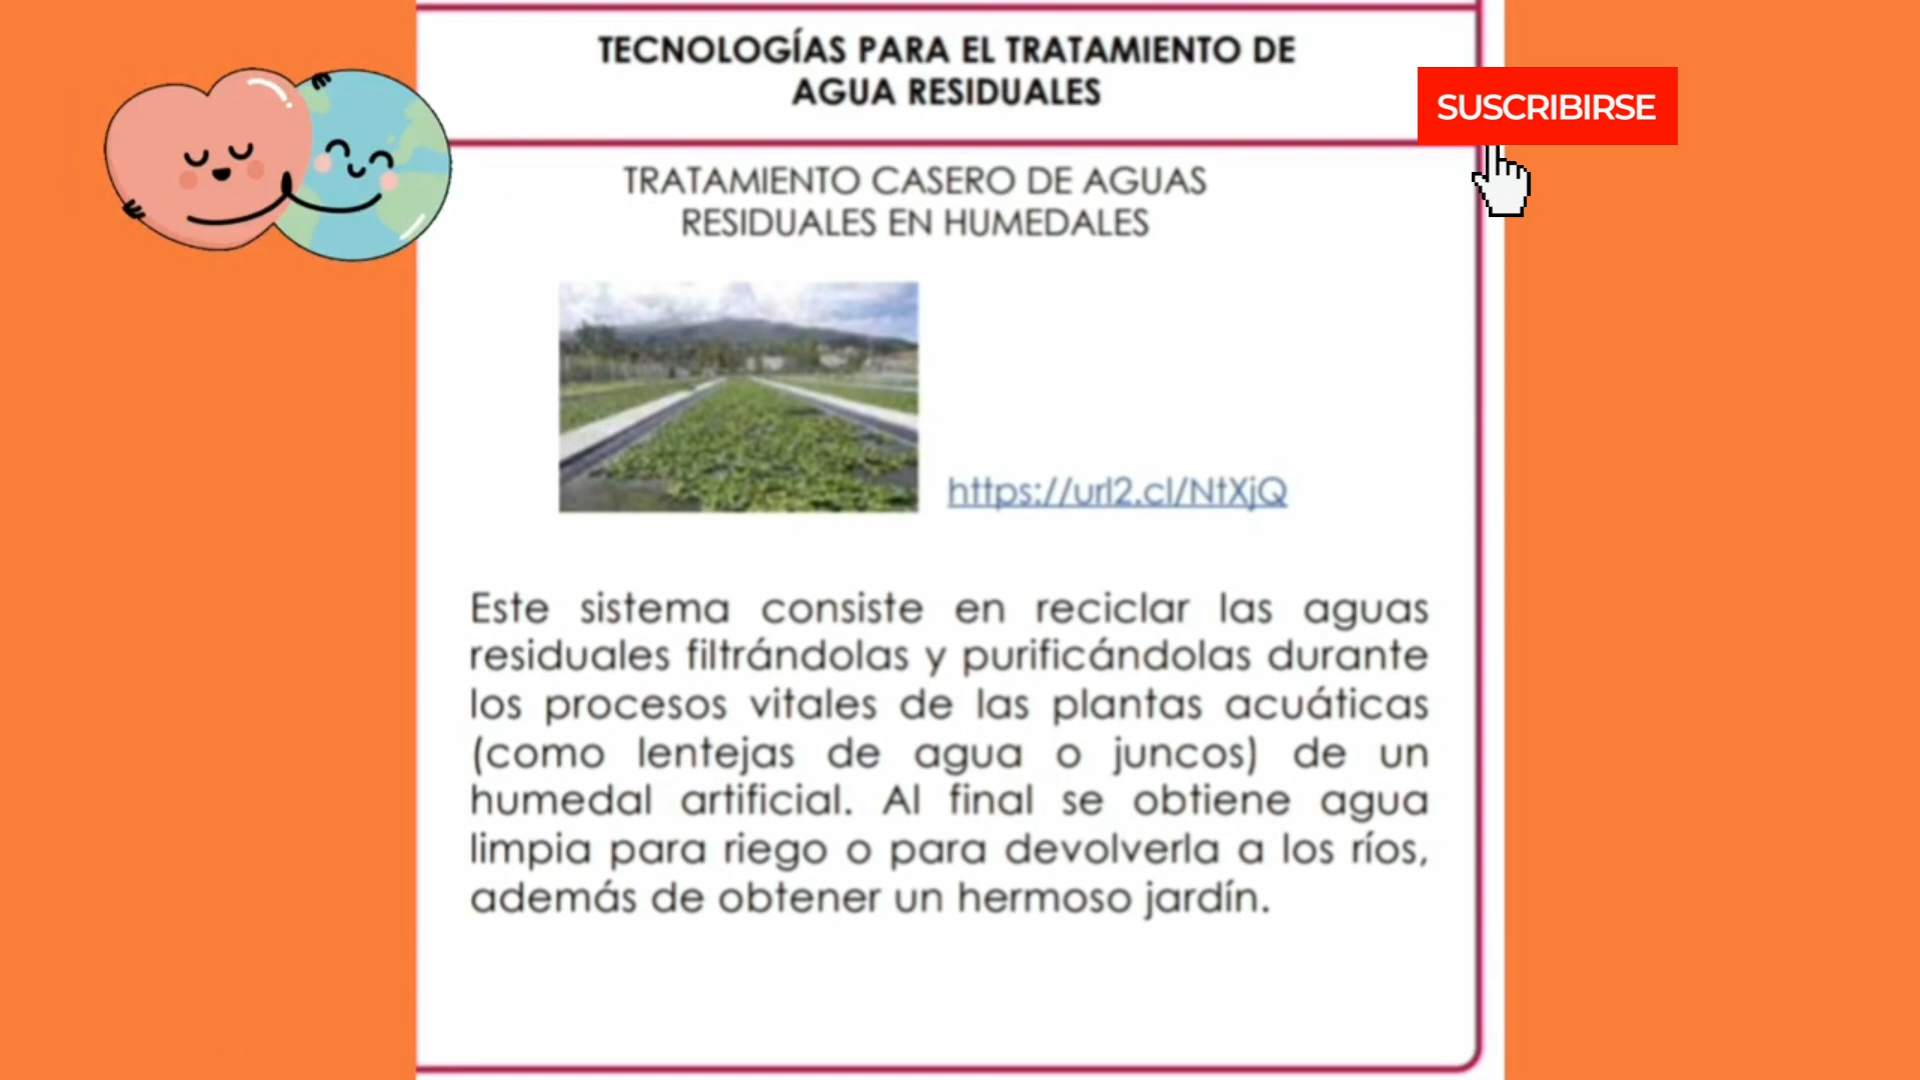 TECNOLOGÍAS PARA EL TRATAMIENTO DE
AGUA RESIDUALES
SUSCRIBIRSE
TRATAMIENTO CASERO DE AGUAS
RESIDUALES EN HUMEDALES
https://url2.cl/NtXjQ
Este sistema consiste en reciclar las aguas
residuales filtrándolas y purificándolas durante
los procesos vitales de las plantas acuáticas
(como lentejas de agua o juncos) de un
humedal artificial. Al final se obtiene agua
limpia para riego o para devolverla a los ríos,
además de obtener un hermoso jardín.